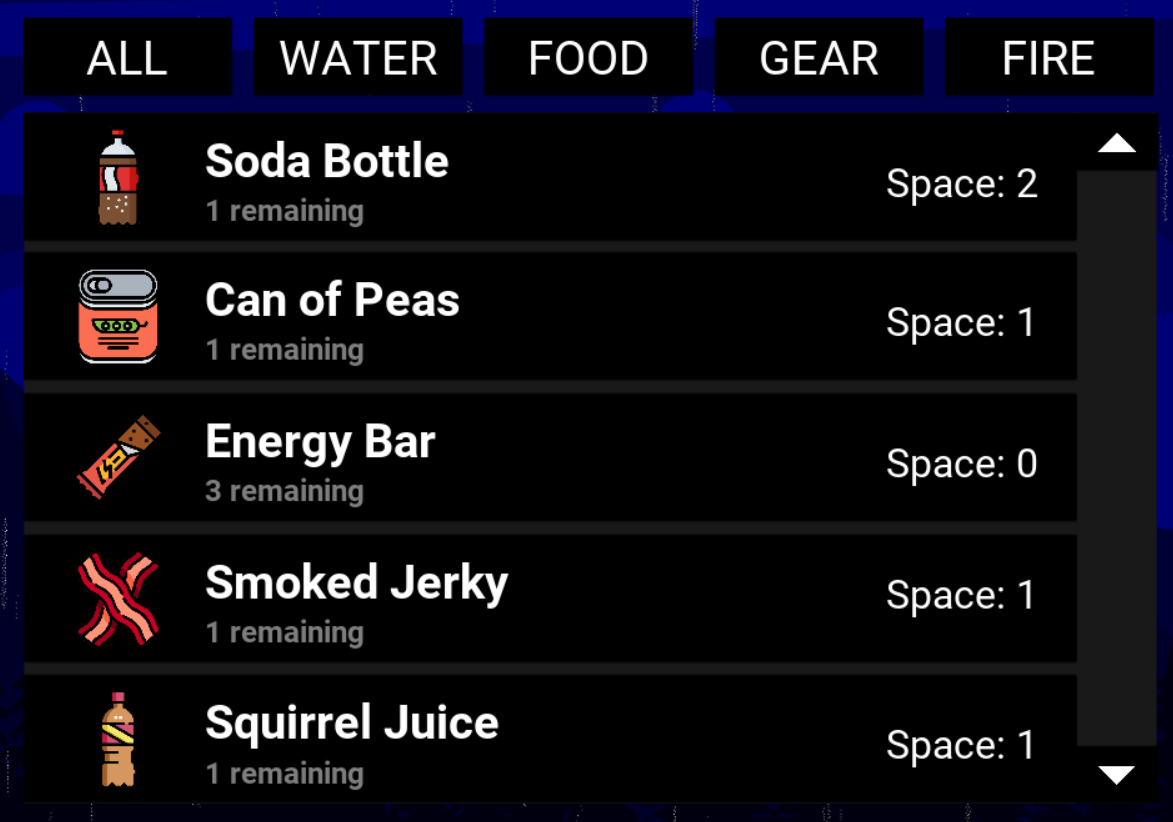 ALL WATER FOOD GEAR FIRE
Soda Bottle
1 remaining
Space: 2
Can of Peas
1 remaining
Space: 1
Energy Bar
3 remaining
Space: 0
Smoked Jerky
1 remaining
Space: 1
Squirrel Juice
1 remaining
Space: 1